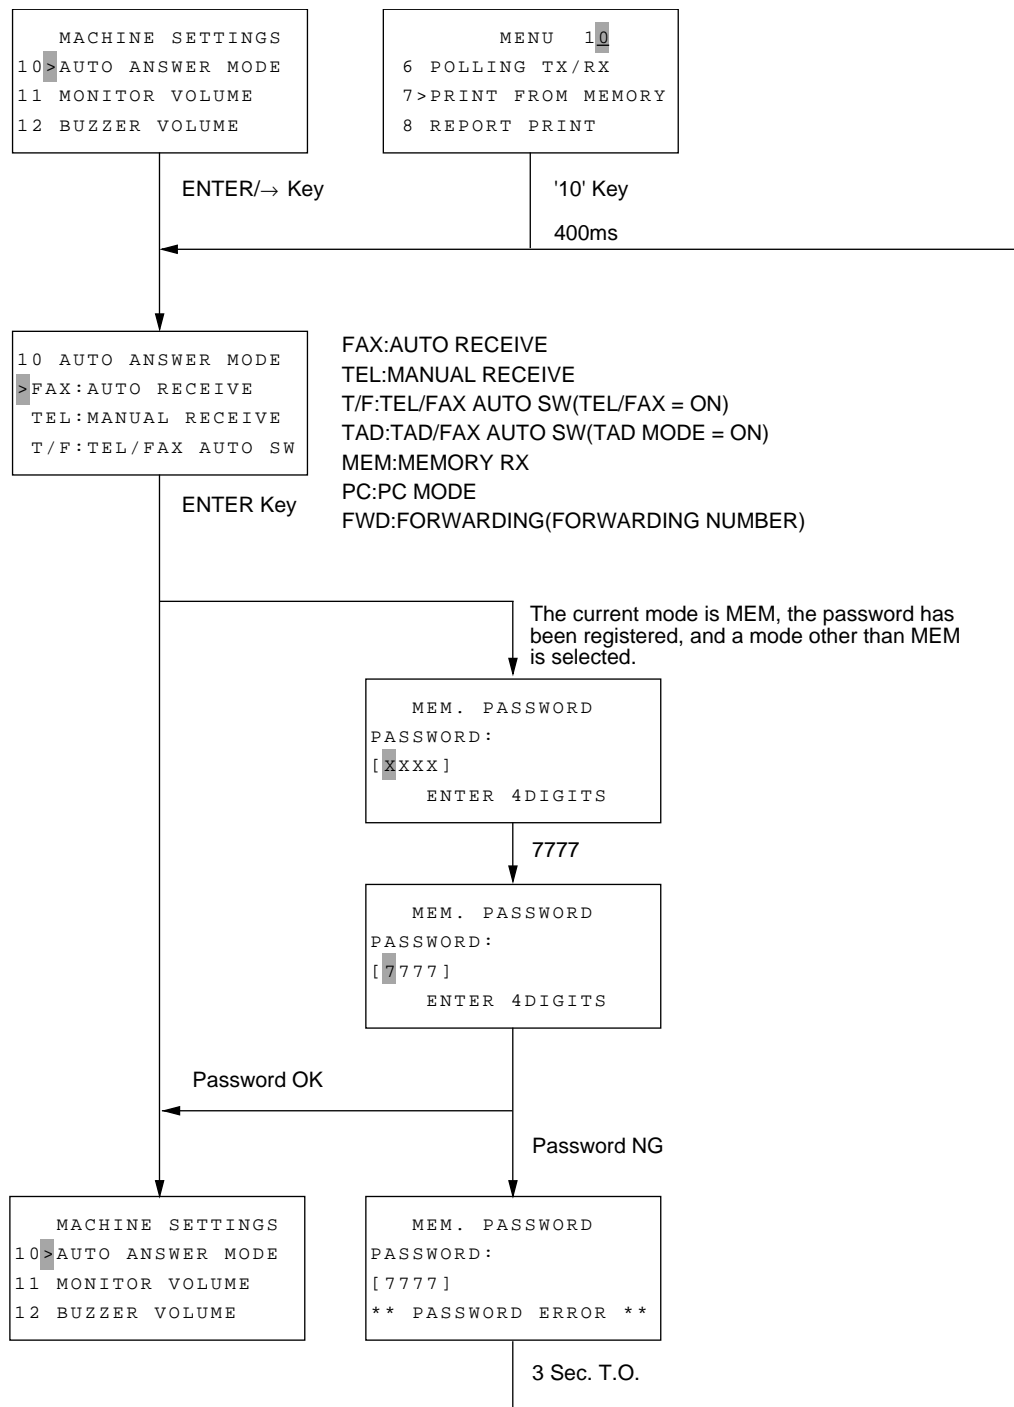 MACHINE SETTINGS
10>AUTO ANSWER MODE
11 MONITOR VOLUME
12 BUZZER VOLUME
MENU 10
6 POLLING TX/RX
7>PRINT FROM MEMORY
8 REPORT PRINT
ENTER/→ Key
'10' Key
400ms
10 AUTO ANSWER MODE
>FAX:AUTO RECEIVE
TEL:MANUAL RECEIVE
T/F:TEL/FAX AUTO SW
FAX:AUTO RECEIVE
TEL:MANUAL RECEIVE
T/F:TEL/FAX AUTO SW(TEL/FAX = ON)
TAD:TAD/FAX AUTO SW(TAD MODE = ON)
MEM:MEMORY RX
PC:PC MODE
FWD:FORWARDING(FORWARDING NUMBER)
ENTER Key
The current mode is MEM, the password has
been registered, and a mode other than MEM
is selected.
MEM. PASSWORD
PASSWORD:
[XXXX]
ENTER 4DIGITS
7777
MEM. PASSWORD
PASSWORD:
[7777]
ENTER 4DIGITS
Password OK
Password NG
MACHINE SETTINGS
10>AUTO ANSWER MODE
11 MONITOR VOLUME
12 BUZZER VOLUME
MEM. PASSWORD
PASSWORD:
[7777]
** PASSWORD ERROR **
3 Sec. T.O.